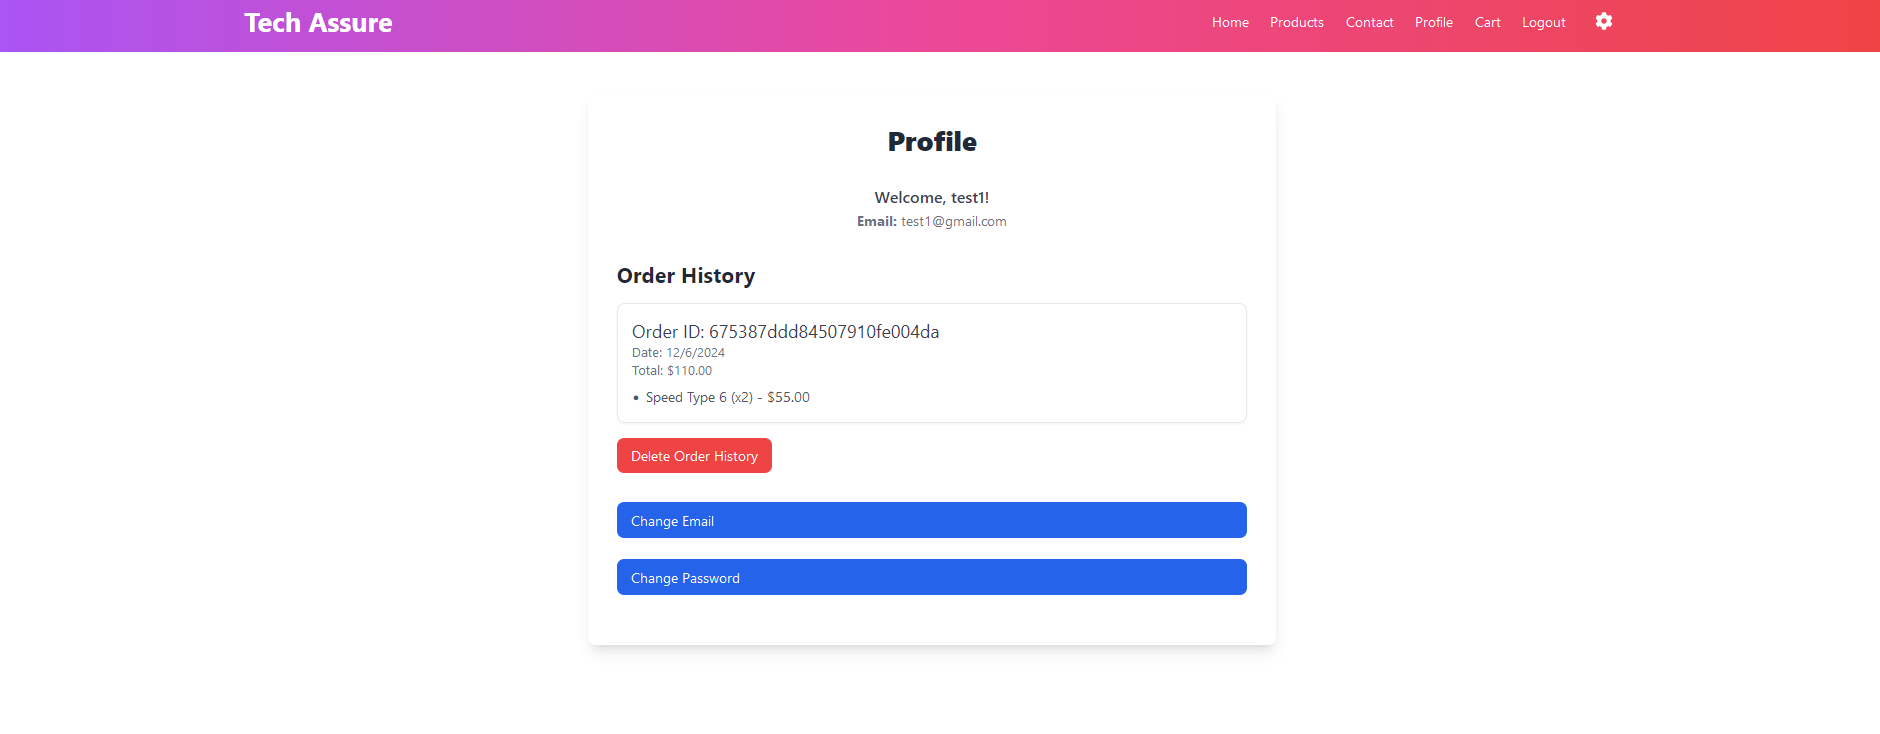 Tech Assure
Home Products Contact Profile Cart Logout
Profile
Welcome, test1!
Email: test1@gmail.com
Order History
Order ID: 675387ddd84507910fe004da
Date: 12/6/2024
Total: $110.00
• Speed Type 6 (x2) - $55.00
Delete Order History
Change Email
Change Password